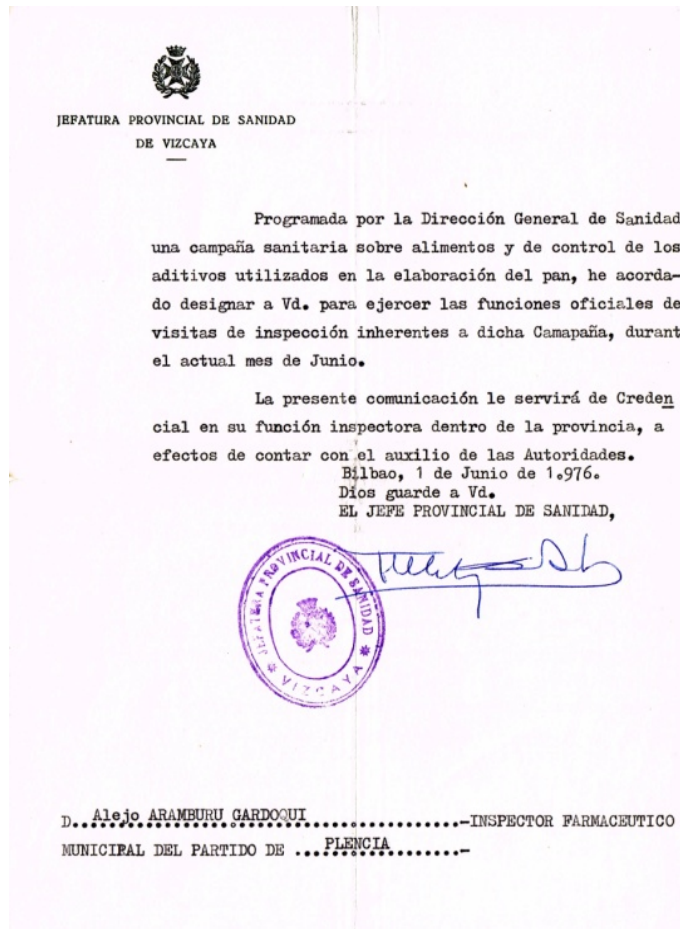 JEFATURA PROVINCIAL DE SANIDAD
DE VIZCAYA
Programada por la Dirección General de Sanidad
una campaña sanitaria sobre alimentos y de control de los
aditivos utilizados en la elaboración del pan, he acorda-
do designar a Vd. para ejercer las funciones oficiales de
visitas de inspección inherentes a dicha Camapaña, durant
el actual mes de Junio.
La presente comunicación le servirá de Creden
cial en su función inspectora dentro de la provincia, a
efectos de contar con el auxilio de las Autoridades.
Bilbao, 1 de Junio de 1.976.
Dios guarde a Vd.
EL JEFE PROVINCIAL DE SANIDAD,
JEFATURA PROVINCIAL DE SANIDAD
* VIZCAYA *
D. Alejo ARAMBURU GARDOQUI.................-INSPECTOR FARMACEUTICO
MUNICIPAL DEL PARTIDO DE ...PLENCIA.......-